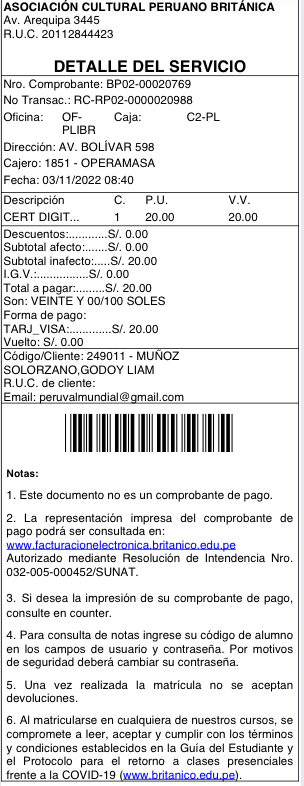 ASOCIACIÓN CULTURAL PERUANO BRITÁNICA
Av. Arequipa 3445
R.U.C. 20112844423
DETALLE DEL SERVICIO
Nro. Comprobante: BP02-00020769
No Transac.: RC-RP02-0000020988
Oficina: OF-PLIBR Caja: C2-PL
Dirección: AV. BOLÍVAR 598
Cajero: 1851 - OPERAMASA
Fecha: 03/11/2022 08:40
Descripción C. P.U. V.V.
CERT DIGIT... 1 20.00 20.00
Descuentos:............S/. 0.00
Subtotal afecto:......S/. 0.00
Subtotal inafecto:.....S/. 20.00
I.G.V.:...................S/. 0.00
Total a pagar:.........S/. 20.00
Son: VEINTE Y 00/100 SOLES
Forma de pago:
TARJ_VISA:..............S/. 20.00
Vuelto: S/. 0.00
Código/Cliente: 249011 - MUÑOZ
SOLORZANO,GODOY LIAM
R.U.C. de cliente:
Email: peruvalmundial@gmail.com
Notas:
1. Este documento no es un comprobante de pago.
2. La representación impresa del comprobante de
pago podrá ser consultada en:
www.facturacionelectronica.britanico.edu.pe
Autorizado mediante Resolución de Intendencia Nro.
032-005-000452/SUNAT.
3. Si desea la impresión de su comprobante de pago,
consulte en counter.
4. Para consulta de notas ingrese su código de alumno
en los campos de usuario y contraseña. Por motivos
de seguridad deberá cambiar su contraseña.
5. Una vez realizada la matrícula no se aceptan
devoluciones.
6. Al matricularse en cualquiera de nuestros cursos, se
compromete a leer, aceptar y cumplir con los términos
y condiciones establecidos en la Guía del Estudiante y
el Protocolo para el retorno a clases presenciales
frente a la COVID-19 (www.britanico.edu.pe).